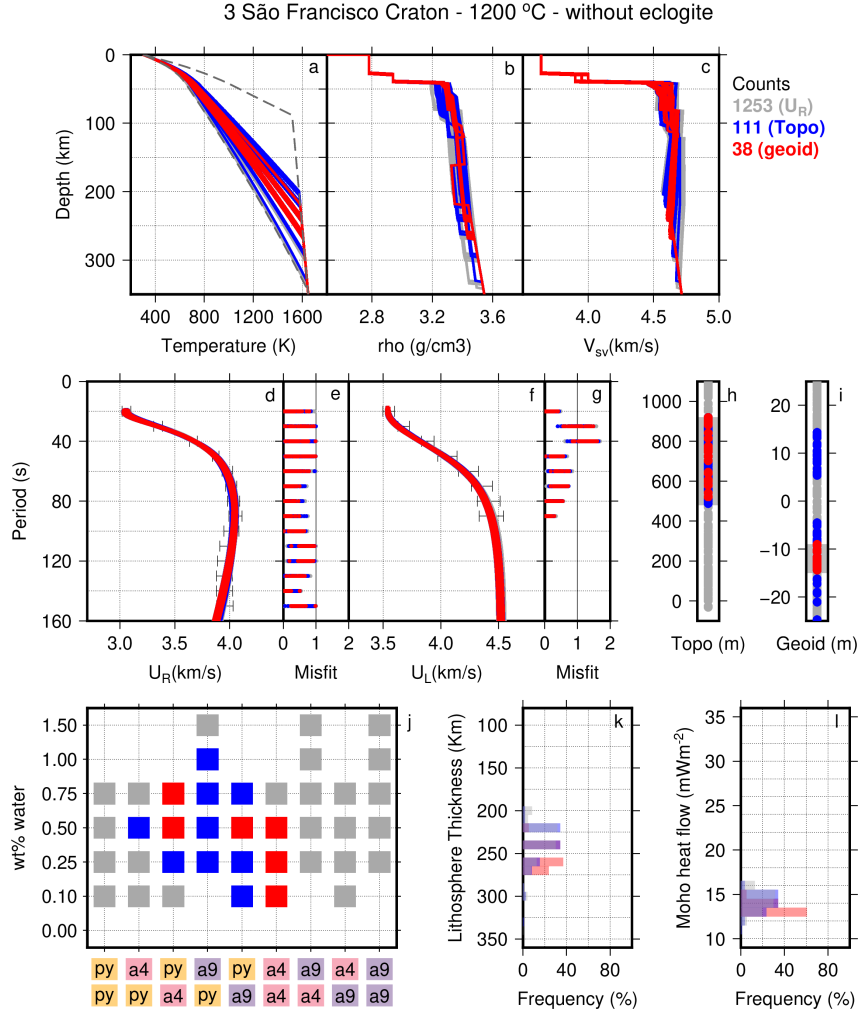 3 São Francisco Craton - 1200 ºC - without eclogite
a
b
c
0
100
200
300
Depth (km)
400 800 1200 1600
Temperature (K)
2.8 3.2 3.6
rho (g/cm3)
4.0 4.5 5.0
Vsv(km/s)
Counts
1253 (UR)
111 (Topo)
38 (geoid)
d
e
f
g
h
i
0
40
80
120
160
Period (s)
3.0 3.5 4.0
UR(km/s)
0 1 2
Misfit
3.5 4.0 4.5
UL(km/s)
0 1 2
Misfit
1000
800
600
400
200
0
Topo (m)
20
10
0
−10
−20
Geoid (m)
j
1.50
1.00
0.75
0.50
0.25
0.10
0.00
wt% water
py a4 py a9 py a4 a9 a4 a9
py py a4 py a9 a4 a4 a9 a9
k
100
150
200
250
300
350
Lithosphere Thickness (Km)
0 40 80
Frequency (%)
l
35
30
25
20
15
10
Moho heat flow (mWm-2)
0 40 80
Frequency (%)